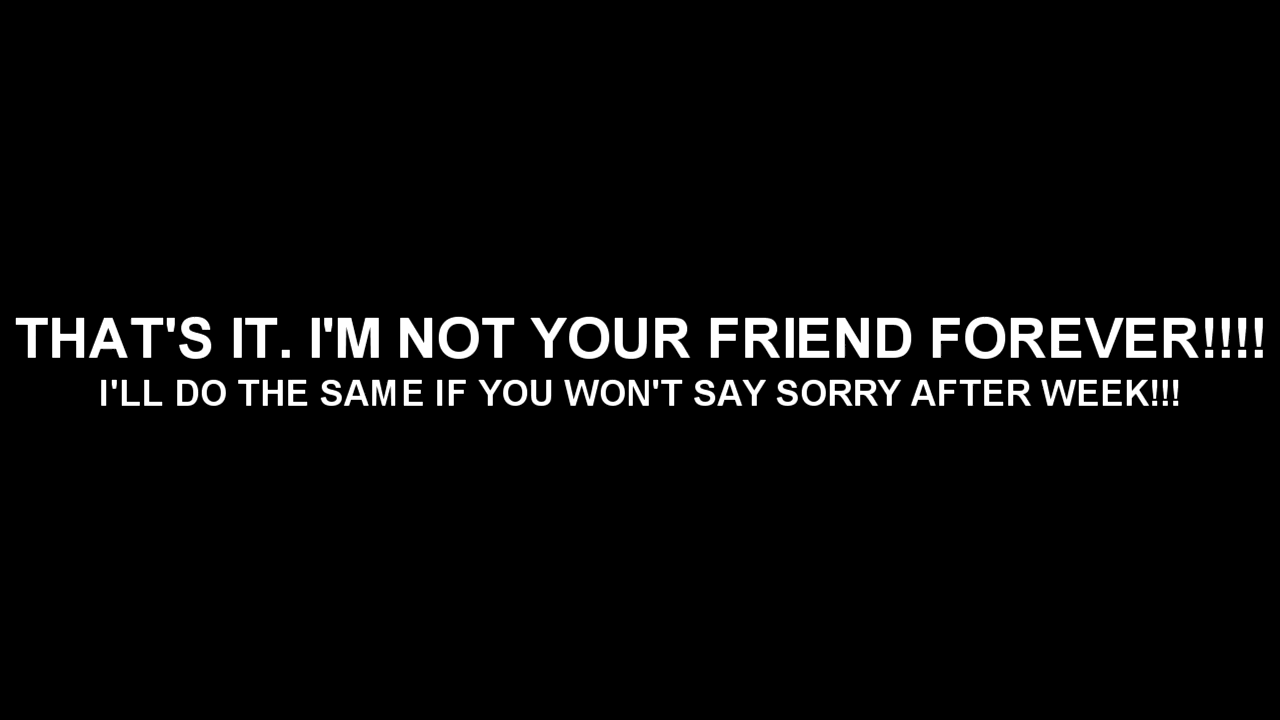 THAT'S IT. I'M NOT YOUR FRIEND FOREVER!!!!
I'LL DO THE SAME IF YOU WON'T SAY SORRY AFTER WEEK!!!